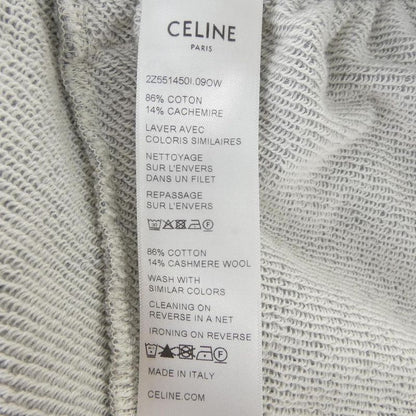 CELINE
PARIS
2Z551450I.09OW
86% COTON
14% CACHEMIRE
LAVER AVEC
COLORIS SIMILAIRES
NETTOYAGE
SUR L'ENVERS
DANS UN FILET
REPASSAGE
SUR L'ENVERS
86% COTTON
14% CASHMERE WOOL
WASH WITH
SIMILAR COLORS
CLEANING ON
REVERSE IN A NET
IRONING ON REVERSE
MADE IN ITALY
CELINE.COM